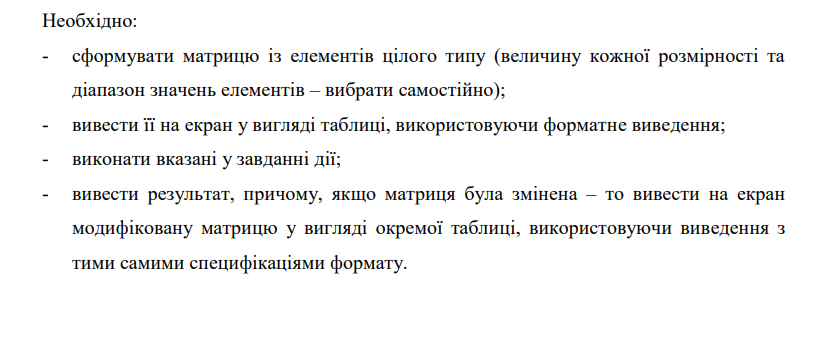 Необхідно:
- сформувати матрицю із елементів цілого типу (величину кожної розмірності та
діапазон значень елементів – вибрати самостійно);
- вивести її на екран у вигляді таблиці, використовуючи форматне виведення;
- виконати вказані у завданні дії;
- вивести результат, причому, якщо матриця була змінена – то вивести на екран
модифіковану матрицю у вигляді окремої таблиці, використовуючи виведення з
тими самими специфікаціями формату.